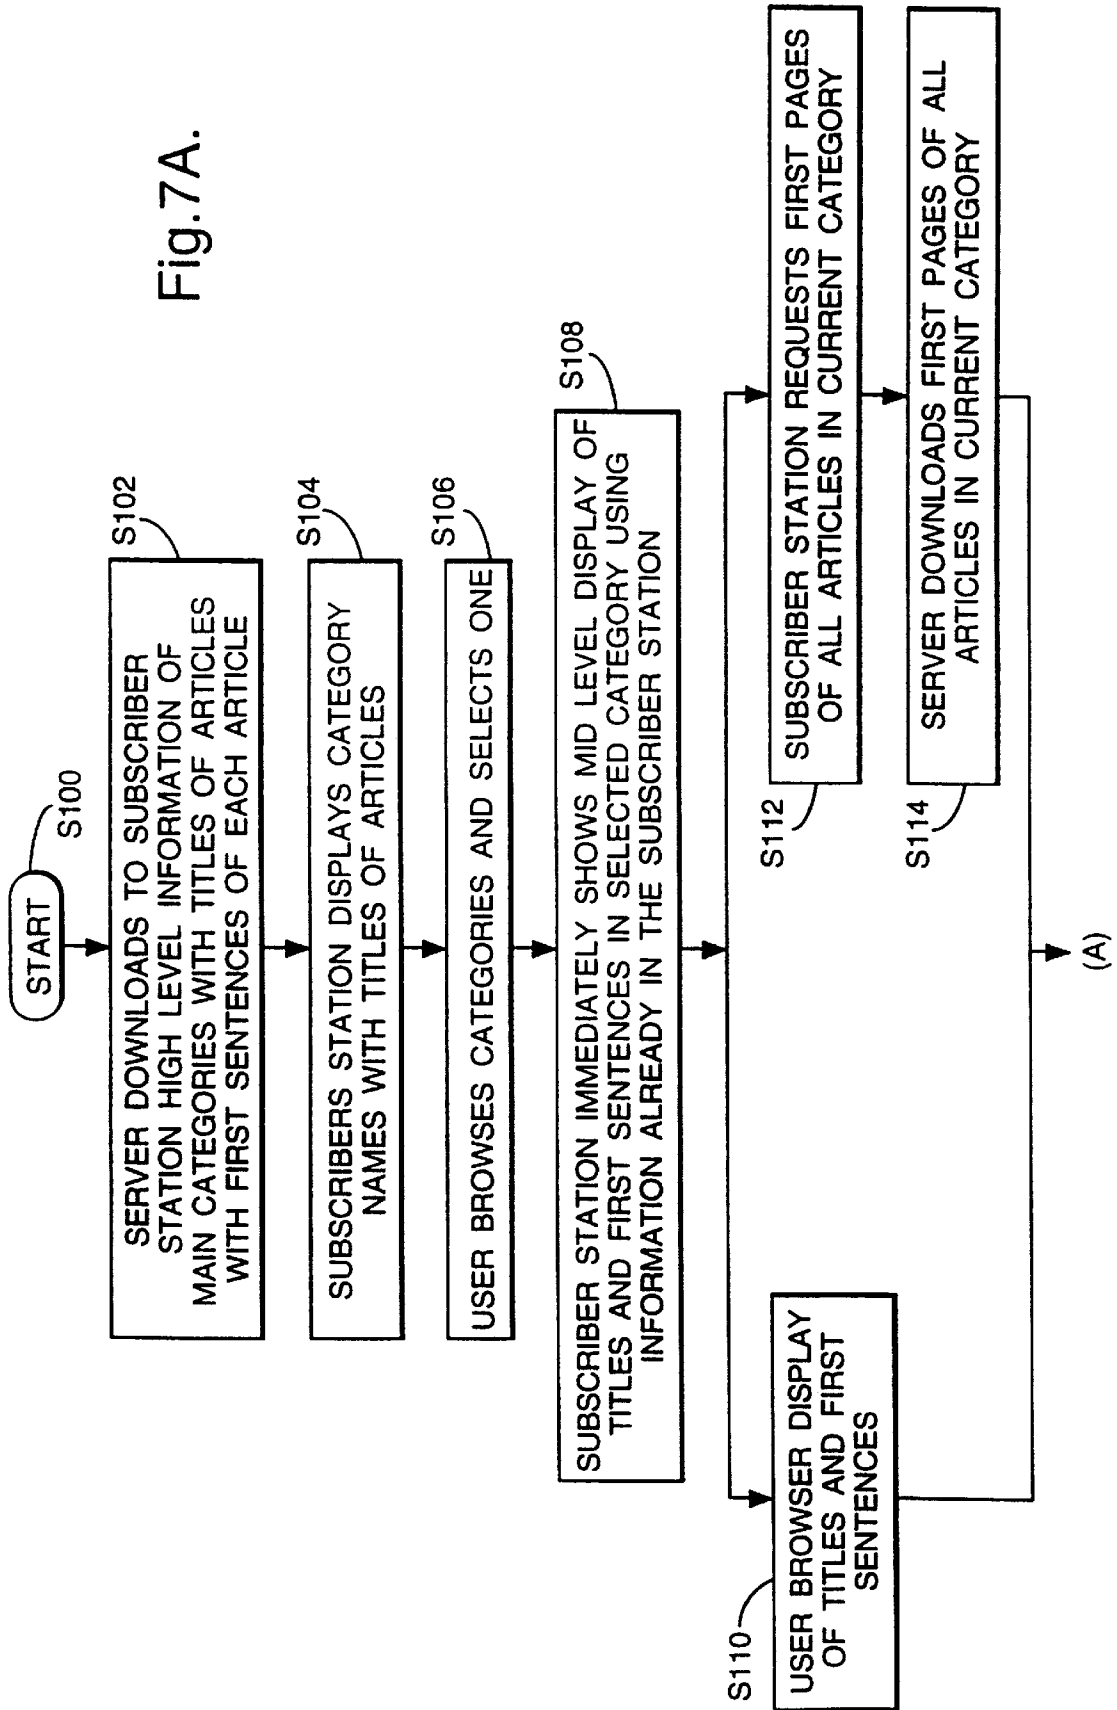 Fig.7A.
START
S100
SERVER DOWNLOADS TO SUBSCRIBER
STATION HIGH LEVEL INFORMATION OF
MAIN CATEGORIES WITH TITLES OF ARTICLES
WITH FIRST SENTENCES OF EACH ARTICLE
S102
SUBSCRIBERS STATION DISPLAYS CATEGORY
NAMES WITH TITLES OF ARTICLES
S104
USER BROWSES CATEGORIES AND SELECTS ONE
S106
SUBSCRIBER STATION IMMEDIATELY SHOWS MID LEVEL DISPLAY OF
TITLES AND FIRST SENTENCES IN SELECTED CATEGORY USING
INFORMATION ALREADY IN THE SUBSCRIBER STATION
S108
S110
USER BROWSER DISPLAY
OF TITLES AND FIRST
SENTENCES
S112
SUBSCRIBER STATION REQUESTS FIRST PAGES
OF ALL ARTICLES IN CURRENT CATEGORY
S114
SERVER DOWNLOADS FIRST PAGES OF ALL
ARTICLES IN CURRENT CATEGORY
(A)